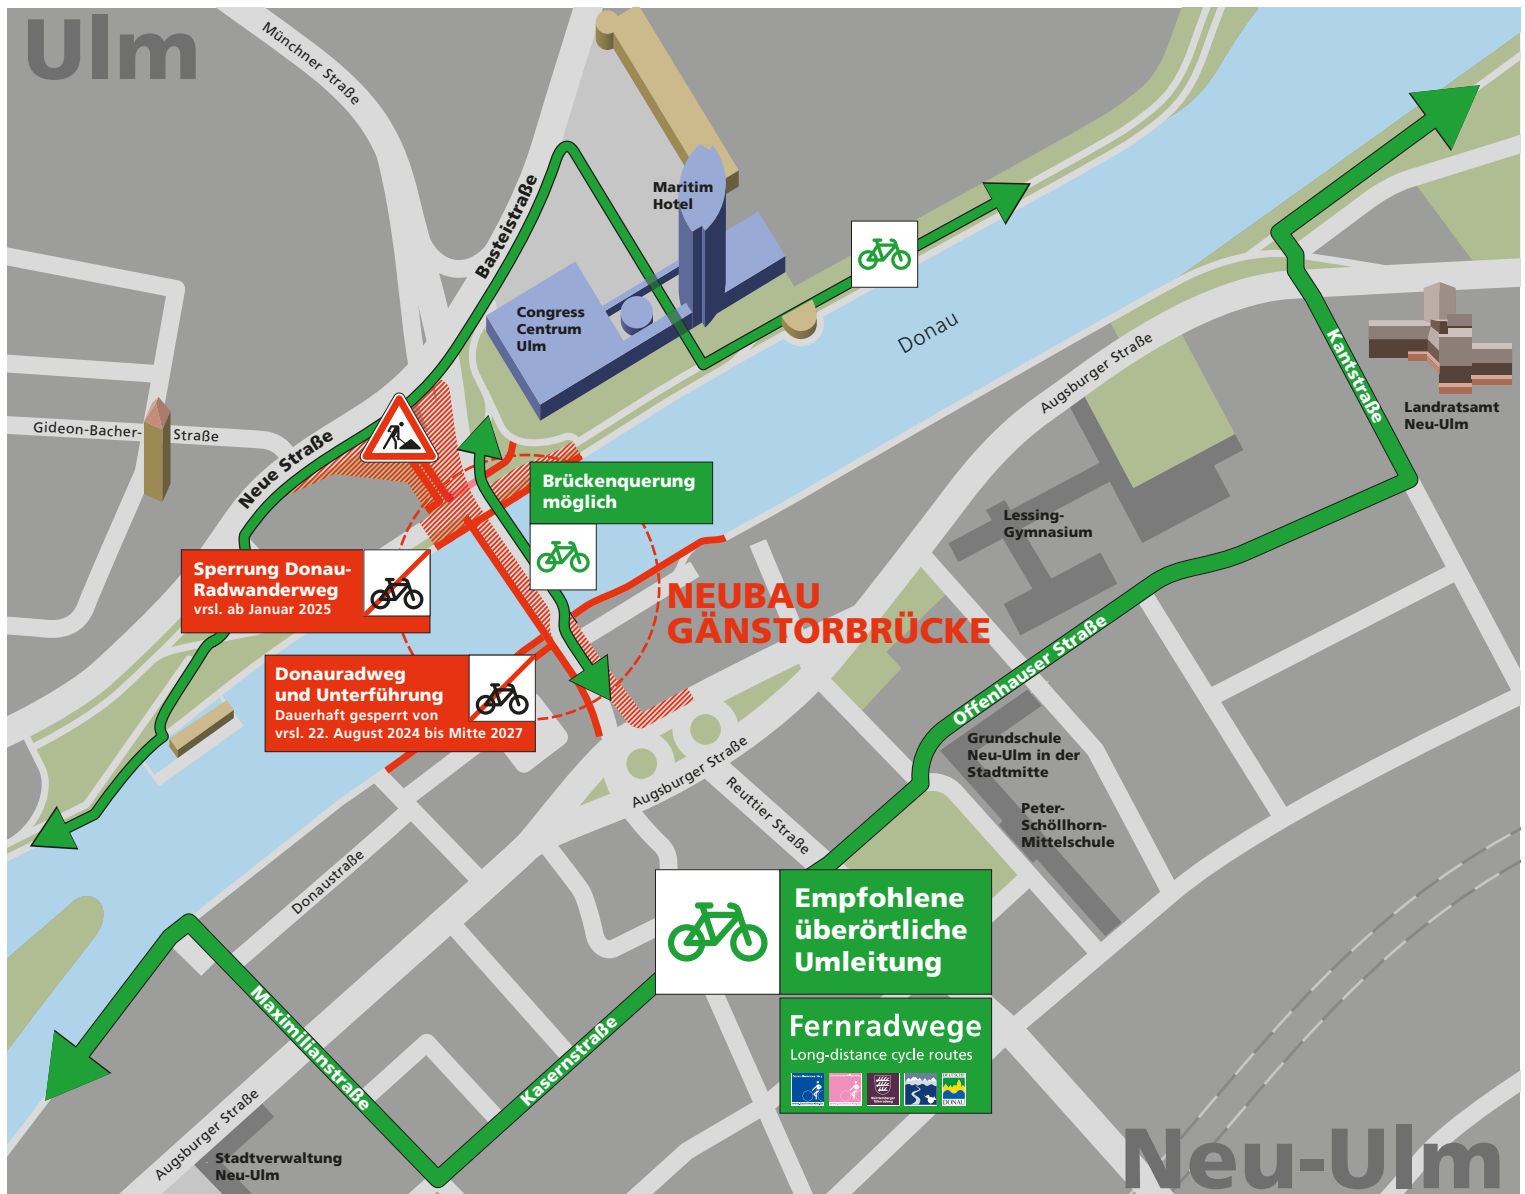 Ulm
Münchner Straße
Basteistraße
Maritim
Hotel
Congress
Centrum
Ulm
Donau
Augsburger Straße
Kantstraße
Landratsamt
Neu-Ulm
Gideon-Bacher-
Straße
Neue Straße
Brückenquerung
möglich
Lessing-
Gymnasium
Sperrung Donau-
Radwanderweg
vrsl. ab Januar 2025
NEUBAU
GÄNSTORBRÜCKE
Donauradweg
und Unterführung
Dauerhaft gesperrt von
vrsl. 22. August 2024 bis Mitte 2027
Offenhauser Straße
Grundschule
Neu-Ulm in der
Stadtmitte
Augsburger Straße
Reuttier Straße
Peter-
Schöllhorn-
Mittelschule
Donaustraße
Empfohlene
überörtliche
Umleitung
Maximilianstraße
Kasernstraße
Fernradwege
Long-distance cycle routes
DONAU
Augsburger Straße
Stadtverwaltung
Neu-Ulm
Neu-Ulm